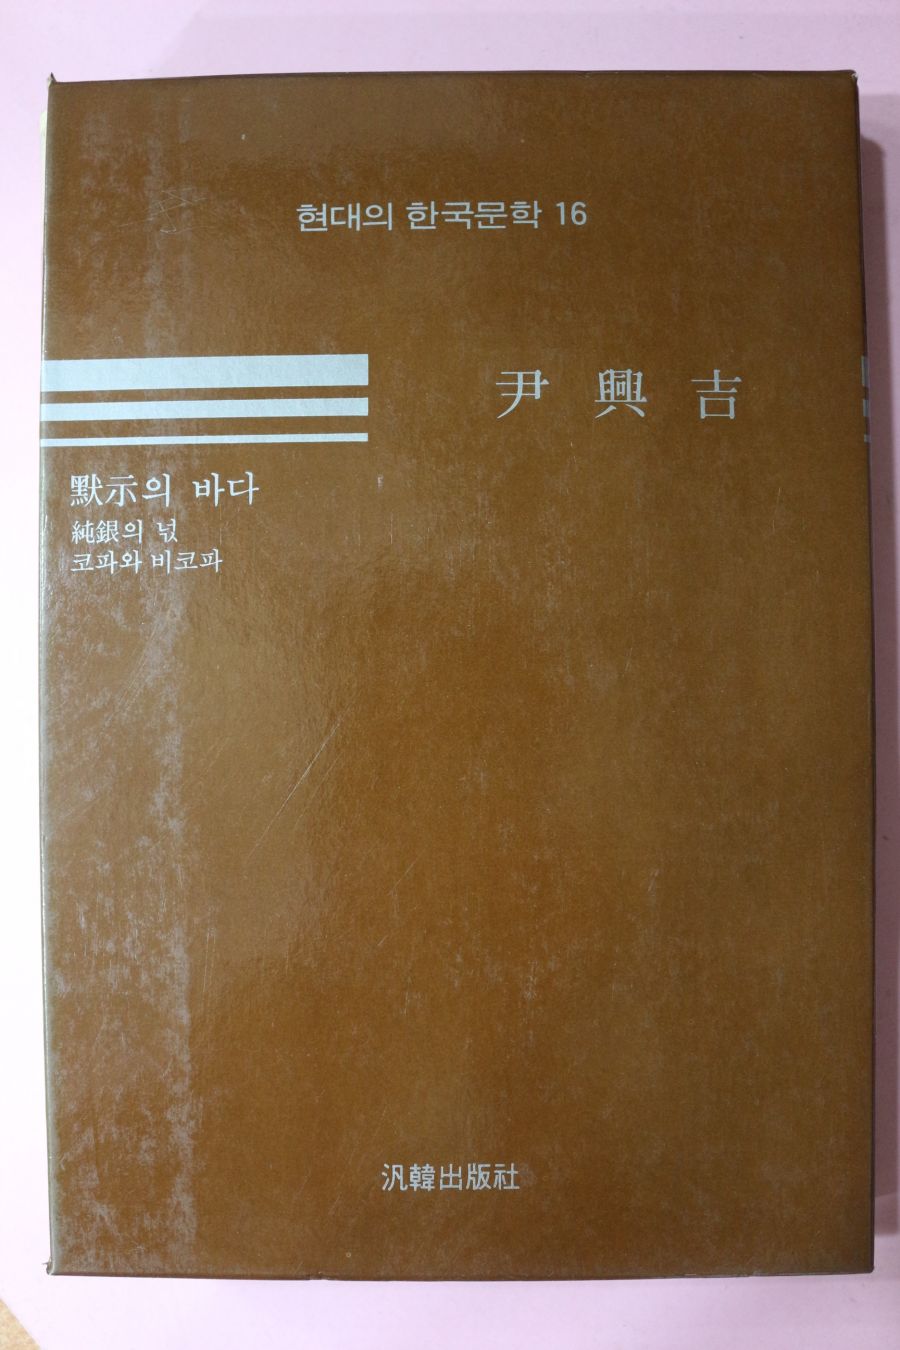 현대의 한국문학 16
尹興吉
默示의 바다
純銀의 넋
코파와 비코파
汎韓出版社